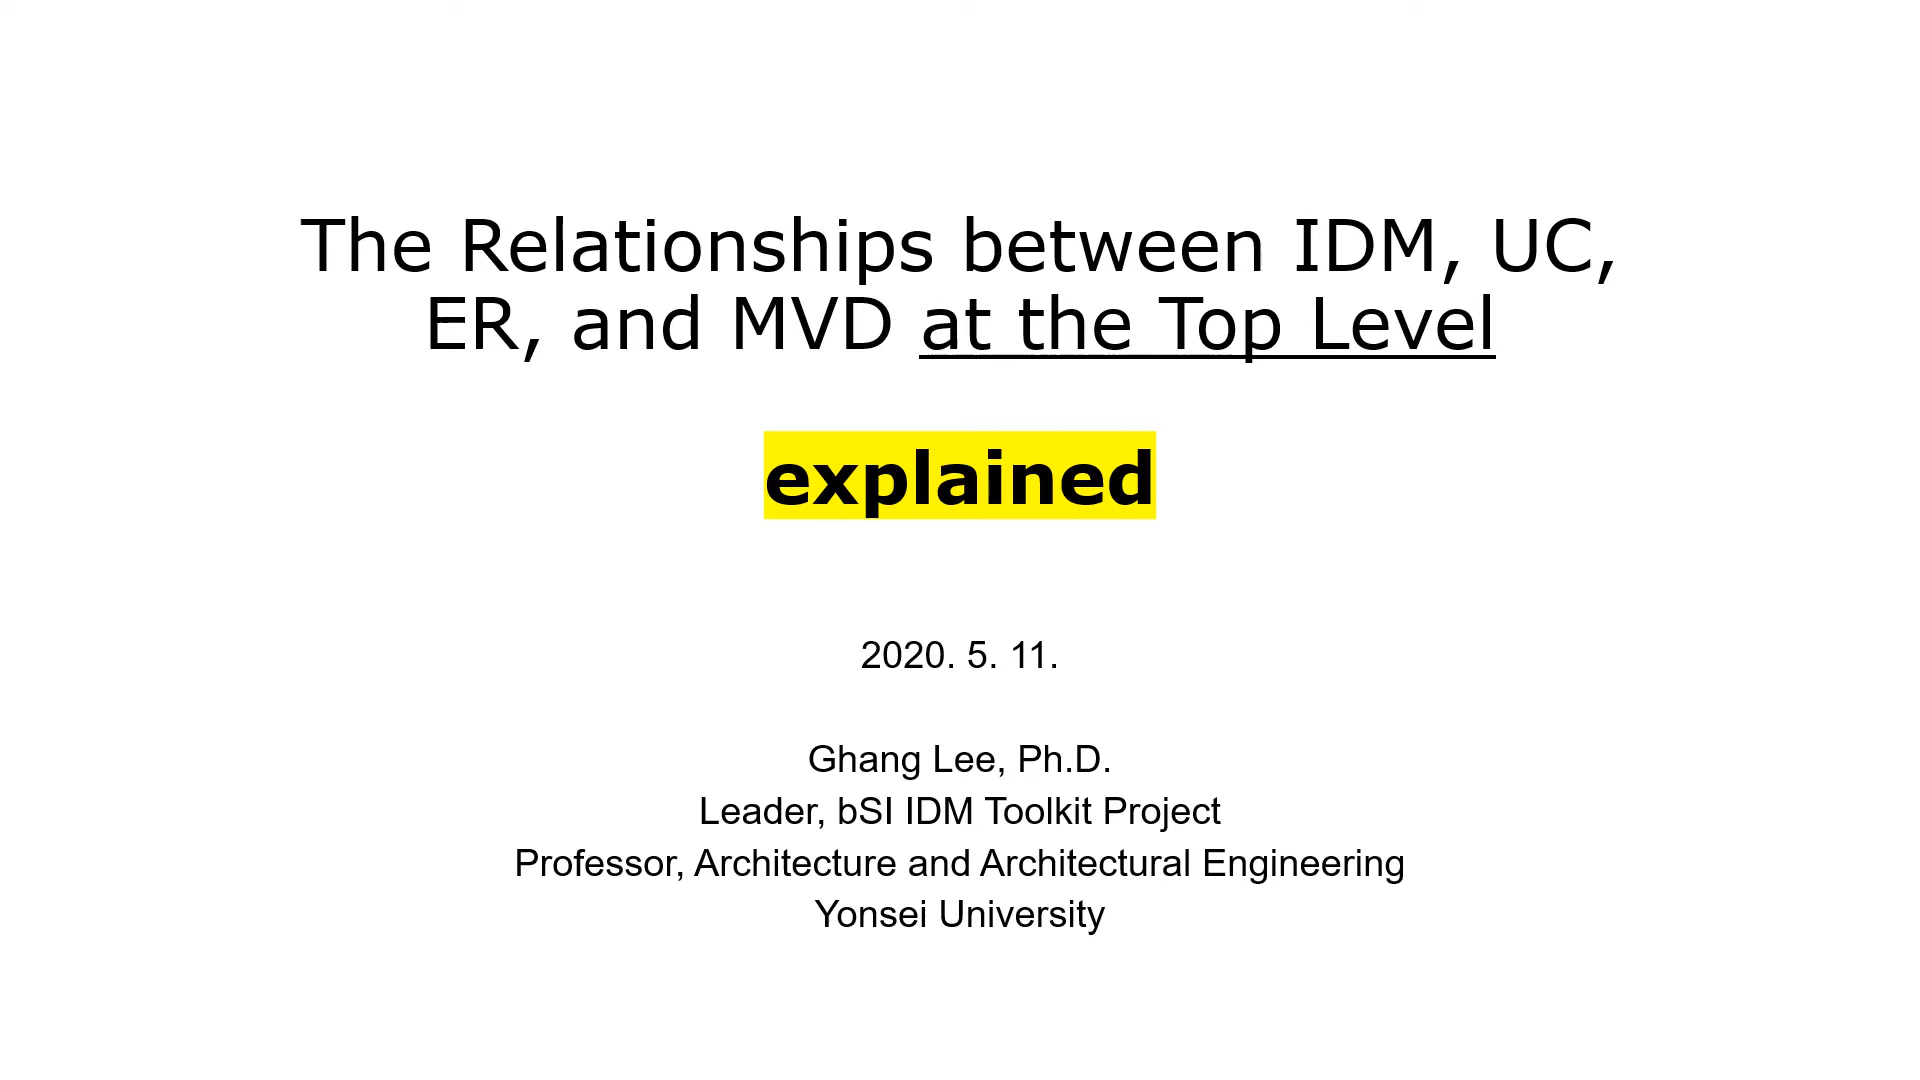 The Relationships between IDM, UC,
ER, and MVD at the Top Level
explained
2020. 5. 11.
Ghang Lee, Ph.D.
Leader, bSI IDM Toolkit Project
Professor, Architecture and Architectural Engineering
Yonsei University